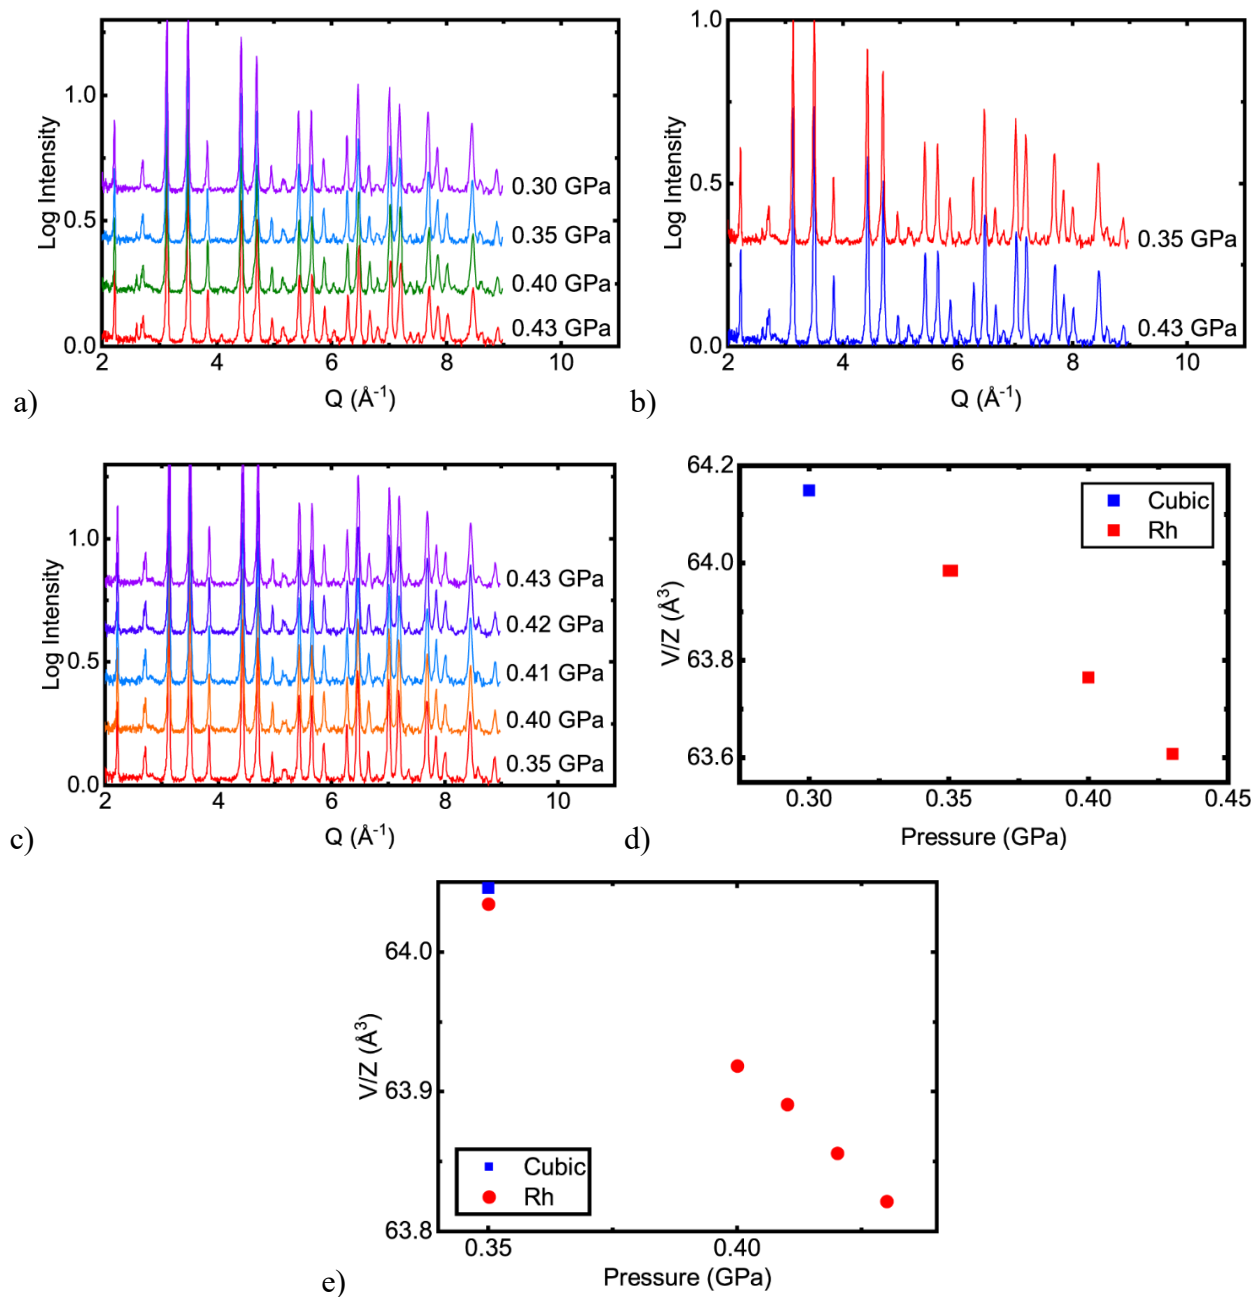 Log Intensity
1.0
0.5
0.0
0.30 GPa
0.35 GPa
0.40 GPa
0.43 GPa
2 4 6 8 10
Q (Å-1)
a)
Log Intensity
1.0
0.5
0.0
0.35 GPa
0.43 GPa
2 4 6 8 10
Q (Å-1)
b)
Log Intensity
1.0
0.5
0.0
0.43 GPa
0.42 GPa
0.41 GPa
0.40 GPa
0.35 GPa
2 4 6 8 10
Q (Å-1)
c)
V/Z (Å3)
64.2
64.0
63.8
63.6
Cubic
Rh
0.30 0.35 0.40 0.45
Pressure (GPa)
d)
V/Z (Å3)
64.0
63.9
63.8
Cubic
Rh
0.35 0.40
Pressure (GPa)
e)